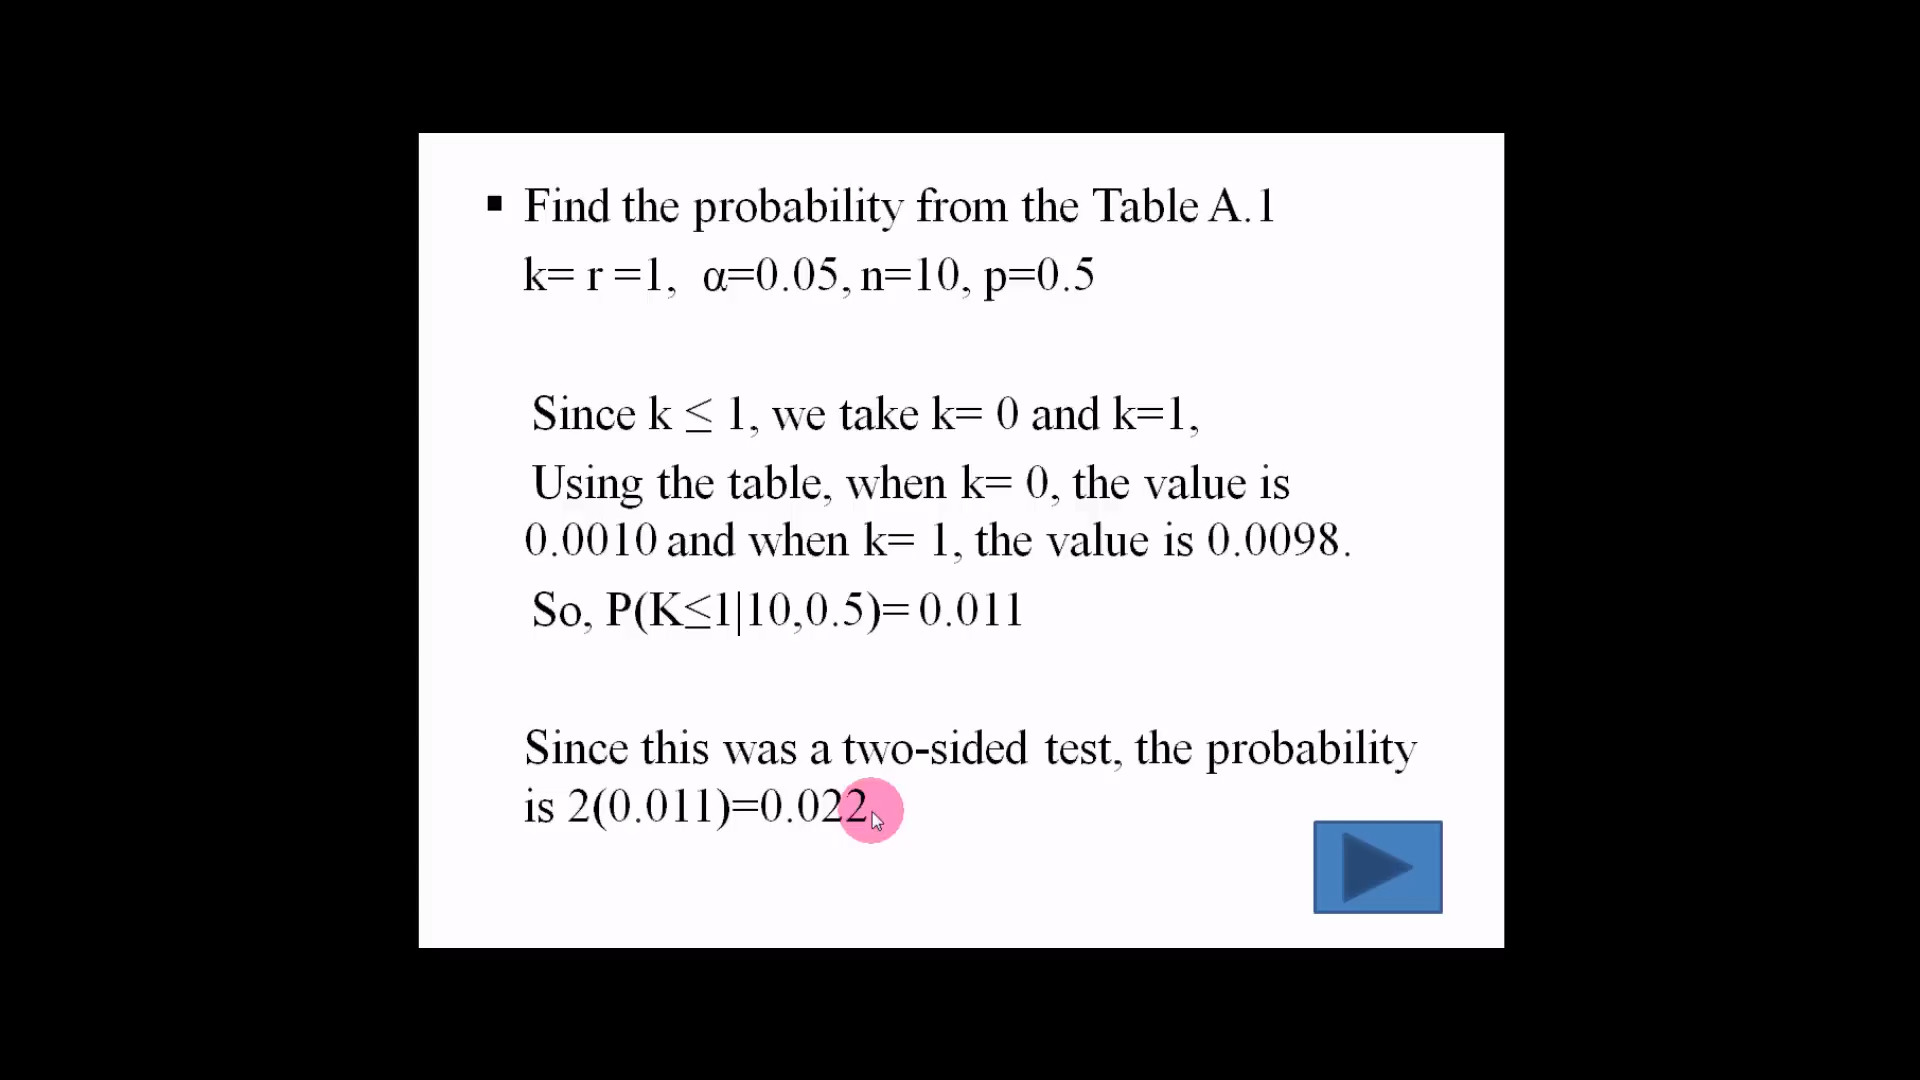 ▪ Find the probability from the Table A.1
k= r =1, α=0.05, n=10, p=0.5
Since k ≤ 1, we take k= 0 and k=1,
Using the table, when k= 0, the value is
0.0010 and when k= 1, the value is 0.0098.
So, P(K≤1|10,0.5)= 0.011
Since this was a two-sided test, the probability
is 2(0.011)=0.022.